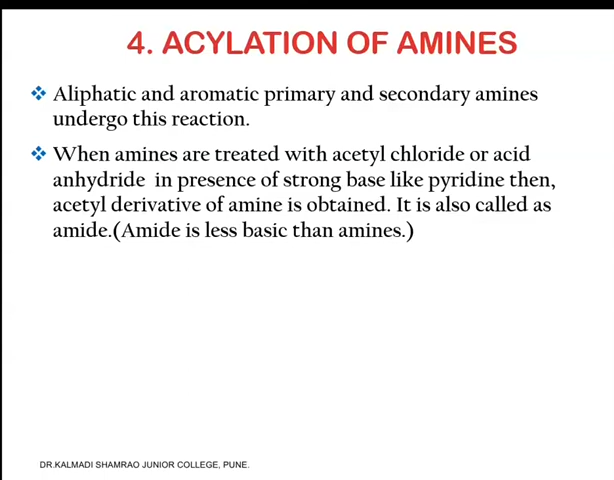 4. ACYLATION OF AMINES
❖ Aliphatic and aromatic primary and secondary amines
undergo this reaction.
❖ When amines are treated with acetyl chloride or acid
anhydride in presence of strong base like pyridine then,
acetyl derivative of amine is obtained. It is also called as
amide.(Amide is less basic than amines.)
DR.KALMADI SHAMRAO JUNIOR COLLEGE, PUNE.